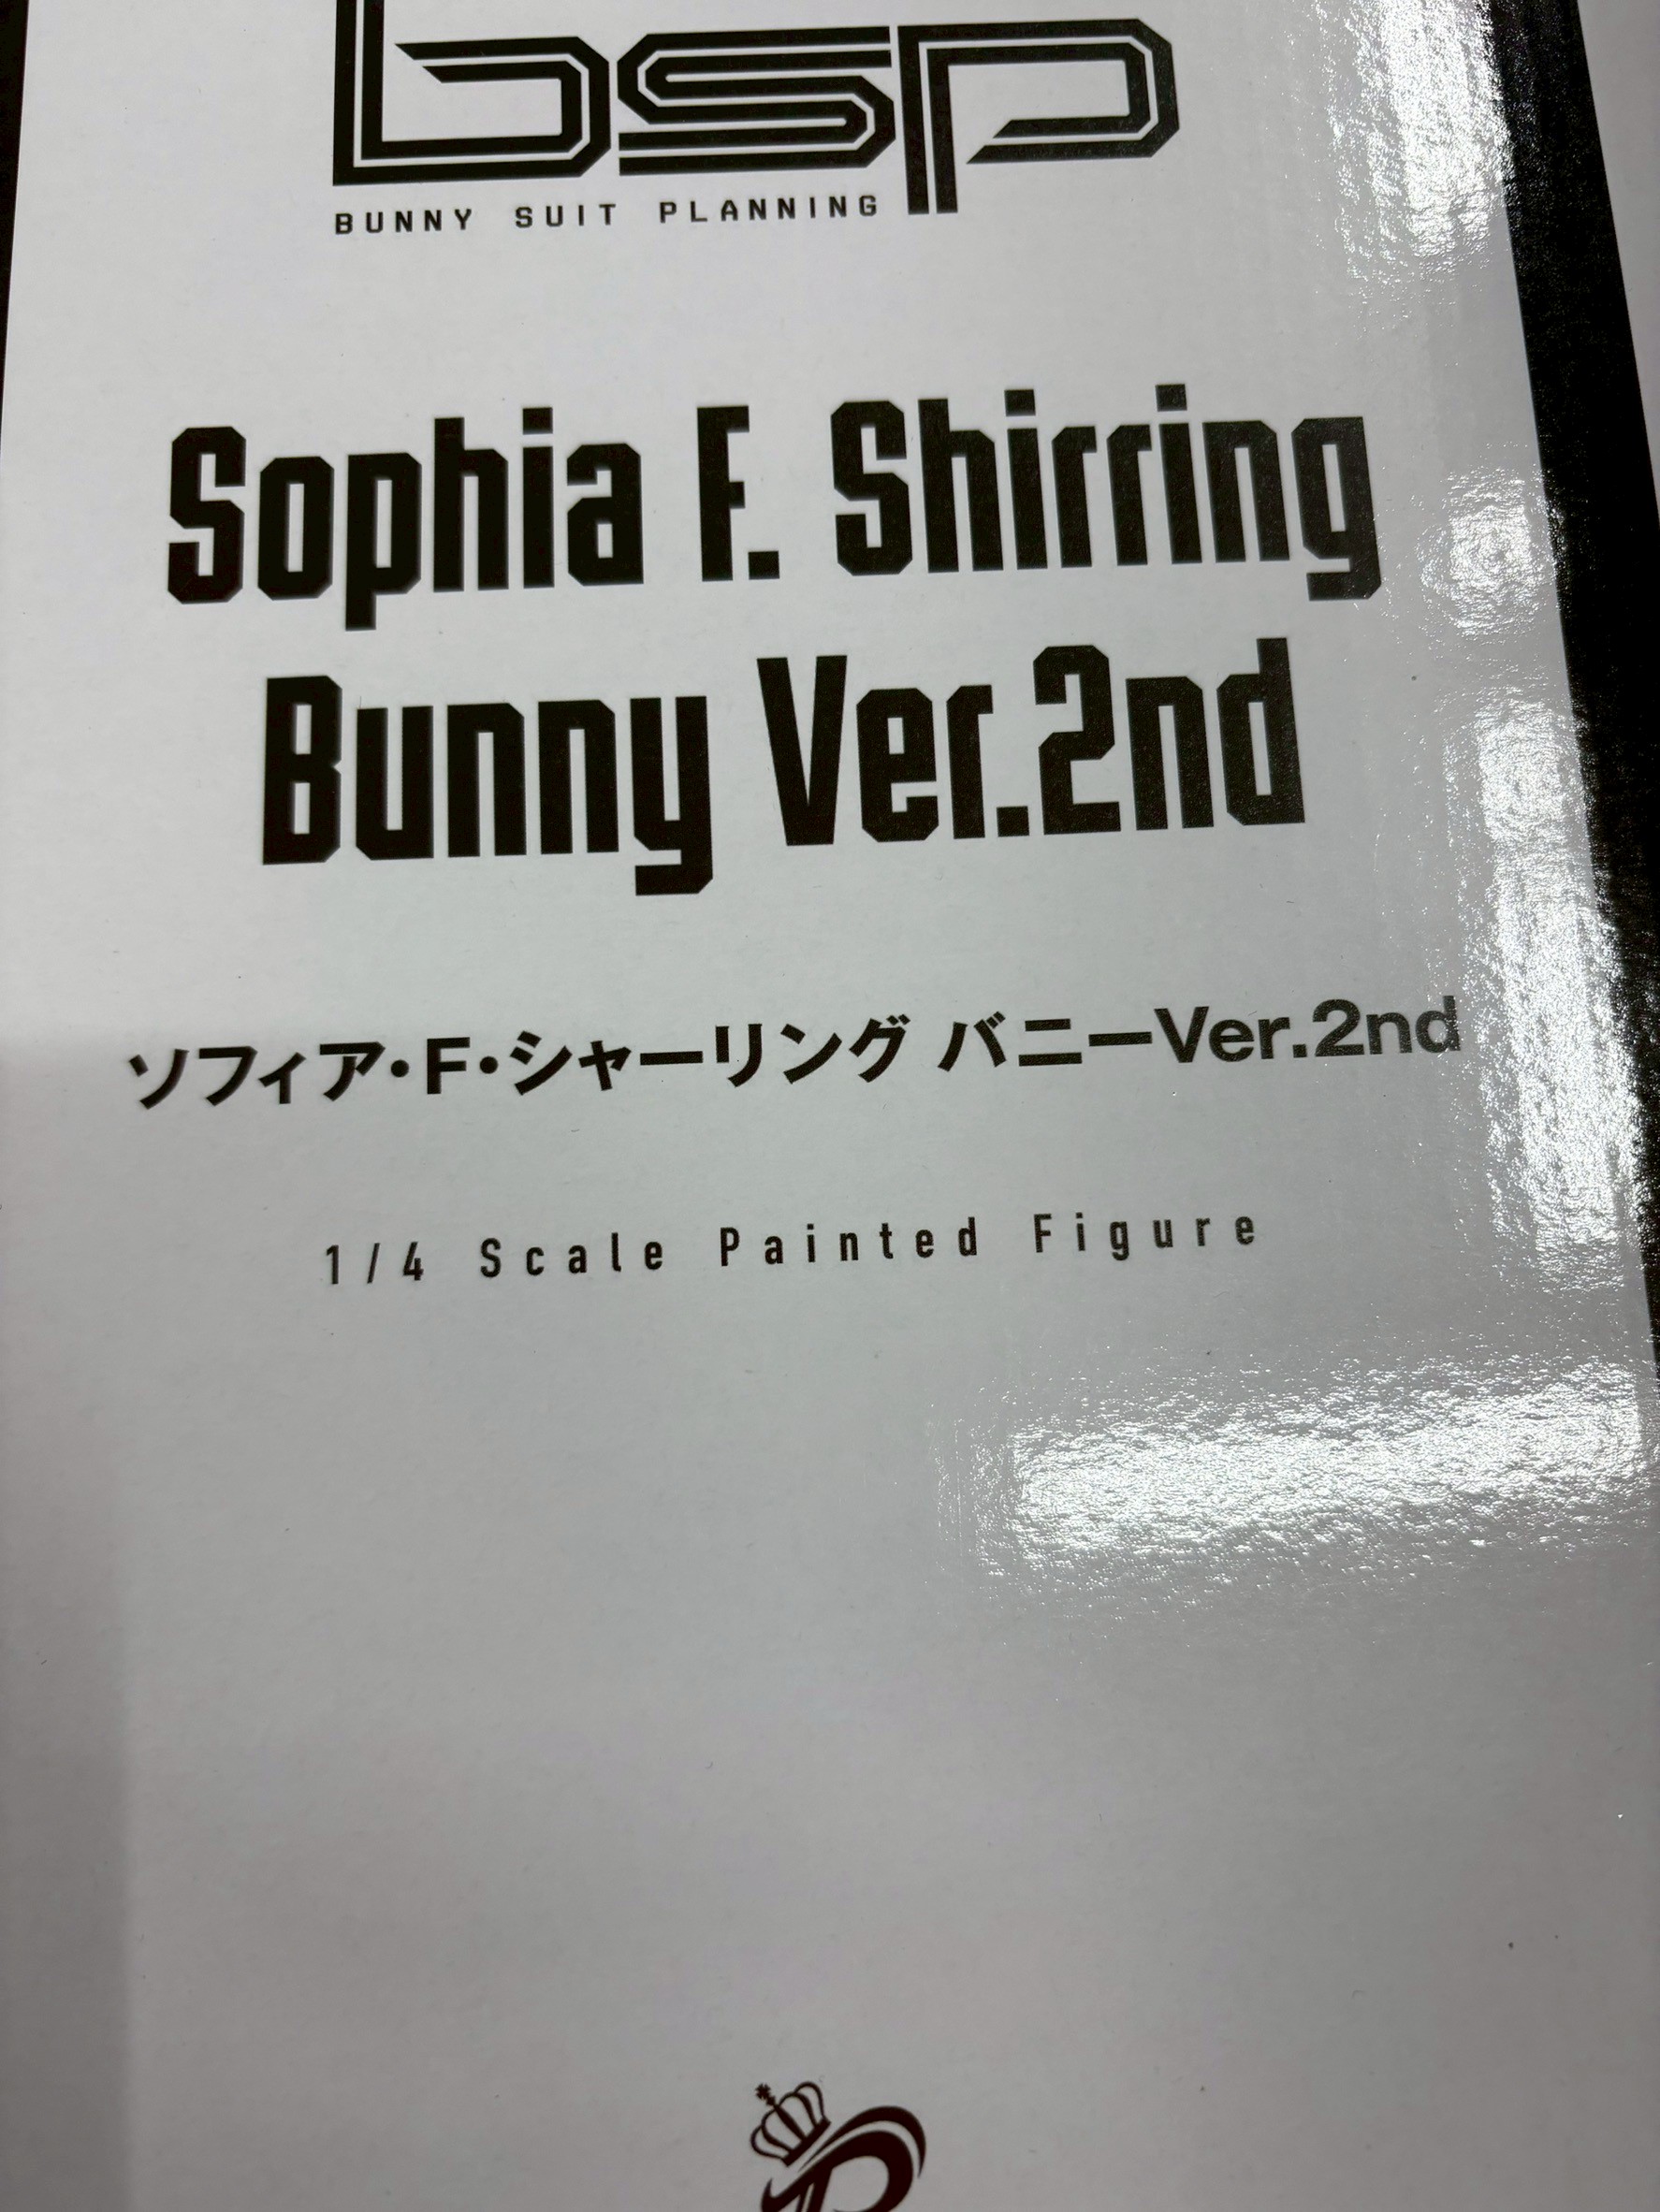 bsp
BUNNY SUIT PLANNING
Sophia F. Shirring
Bunny Ver.2nd
ソフィア・F・シャーリング バニーVer.2nd
1/4 Scale Painted Figure